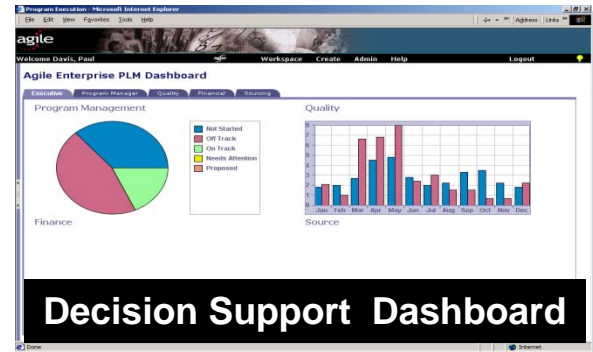 Program Execution - Microsoft Internet Explorer
File Edit View Favorites Tools Help
Address Links
agile
Welcome Davis, Paul Workspace Create Admin Help Logout
Agile Enterprise PLM Dashboard
Executive Program Manager Quality Financial Sourcing
Program Management
Not Started
Off Track
On Track
Needs Attention
Proposed
Quality
8
7
6
5
4
3
2
1
0
Jan Feb Mar Apr May Jun Jul Aug Sep Oct Nov Dec
Finance Source
Decision Support Dashboard
Done Internet